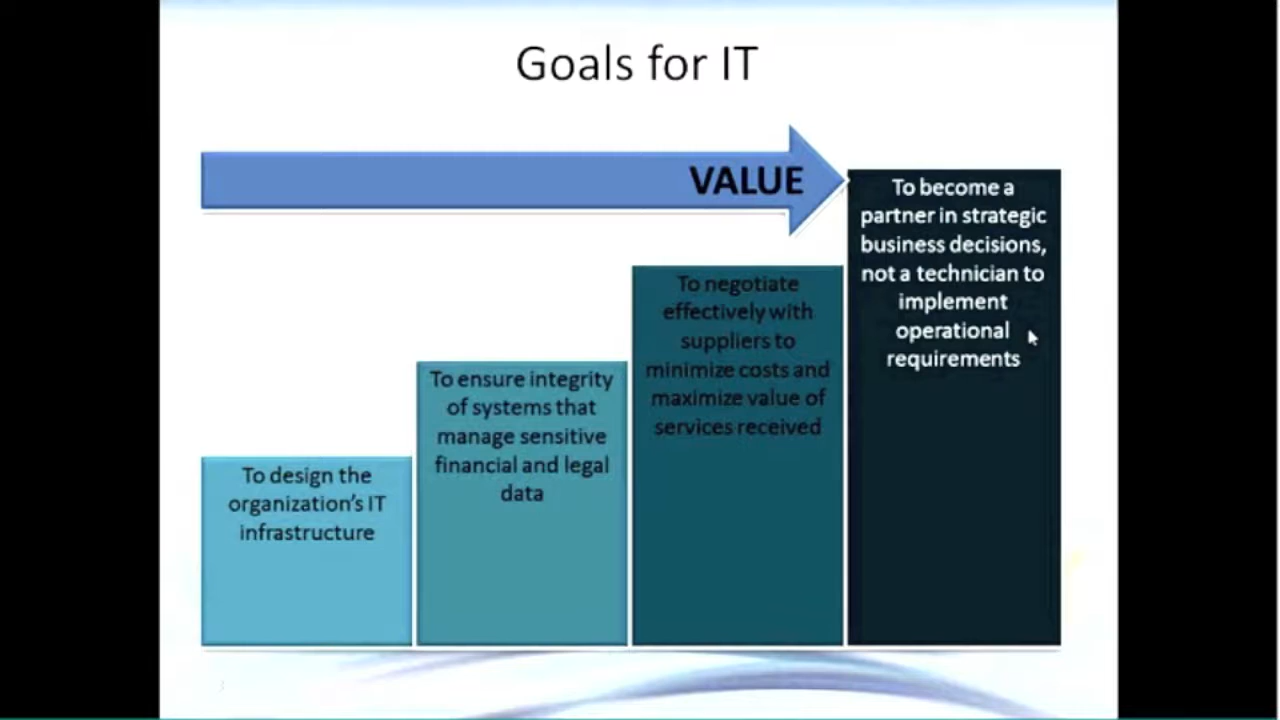 Goals for IT
VALUE
To design the
organization's IT
infrastructure
To ensure integrity
of systems that
manage sensitive
financial and legal
data
To negotiate
effectively with
suppliers to
minimize costs and
maximize value of
services received
To become a
partner in strategic
business decisions,
not a technician to
implement
operational
requirements